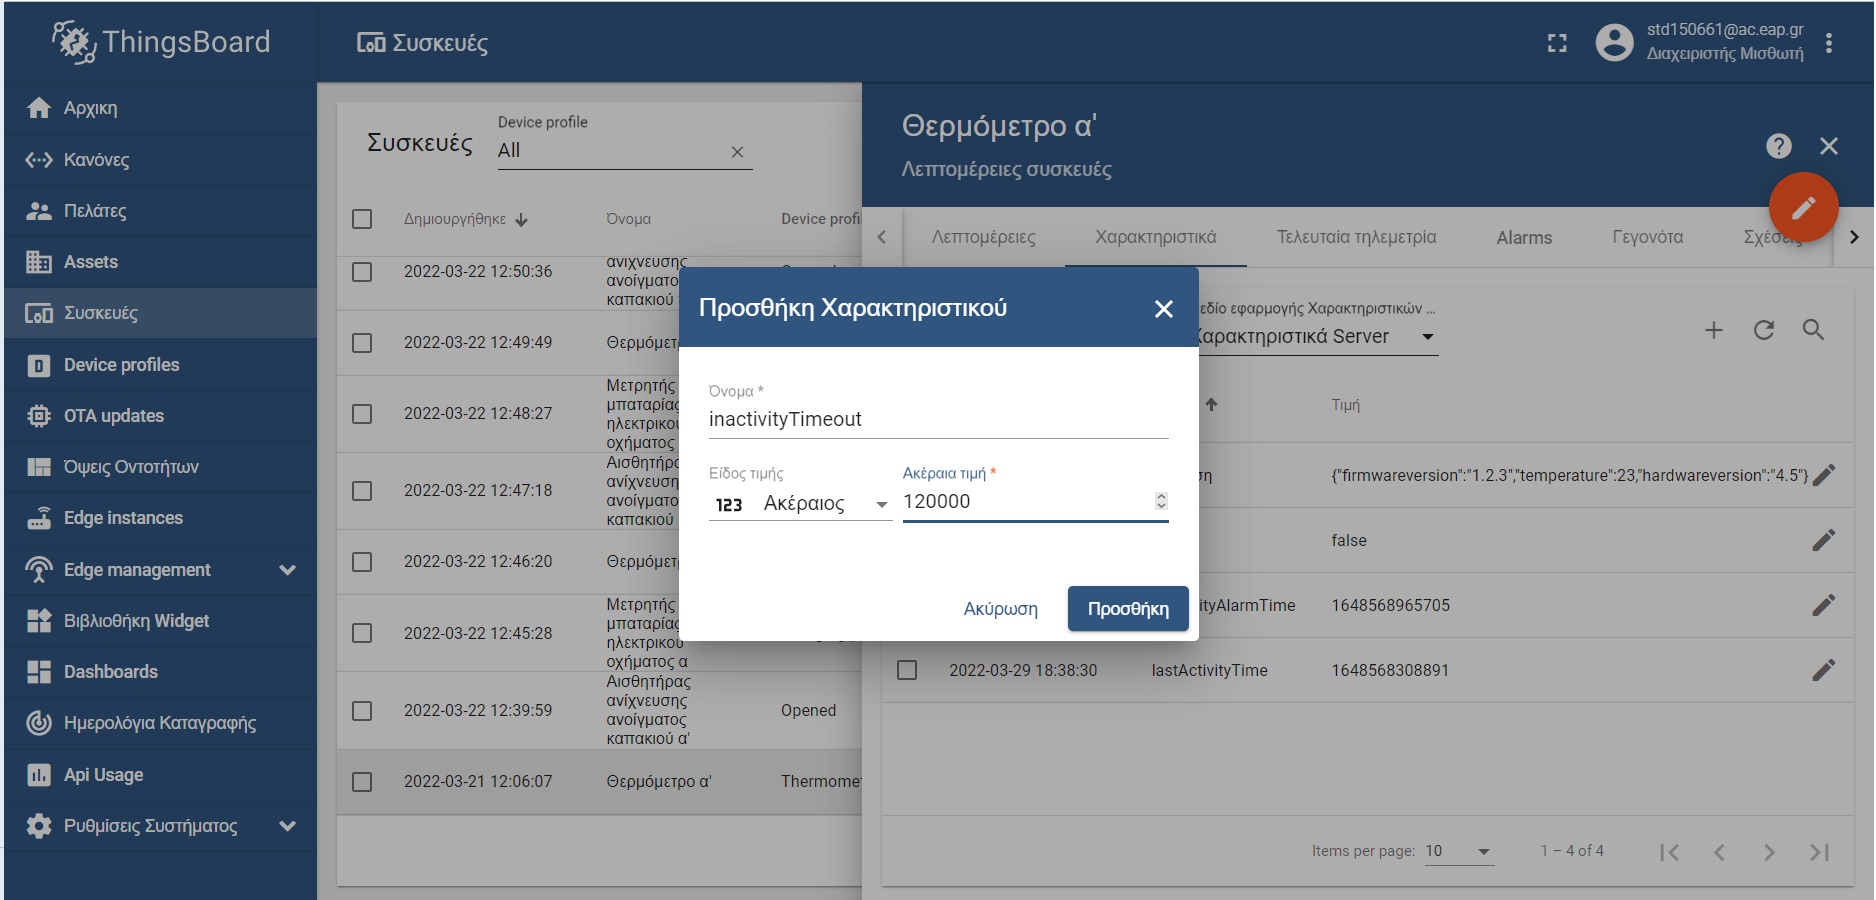 ThingsBoard
Συσκευές
std150661@ac.eap.gr
Διαχειριστής Μισθωτή
Αρχικη
Κανόνες
Πελάτες
Assets
Συσκευές
Device profiles
OTA updates
Όψεις Οντοτήτων
Edge instances
Edge management
Βιβλιοθήκη Widget
Dashboards
Ημερολόγια Καταγραφής
Api Usage
Ρυθμίσεις Συστήματος
Συσκευές
Device profile
All
Δημιουργήθηκε
Όνομα
Device profi
2022-03-22 12:50:36
ανίχνευσης
ανοίγματο
καπακιού
2022-03-22 12:49:49
Θερμόμετ
2022-03-22 12:48:27
Μετρητής
μπαταρίας
ηλεκτρικού
οχήματος
2022-03-22 12:47:18
Αισθητήρα
ανίχνευσης
ανοίγματο
καπακιού
2022-03-22 12:46:20
Θερμόμετ
2022-03-22 12:45:28
Μετρητής
μπαταρίας
ηλεκτρικού
οχήματος α
2022-03-22 12:39:59
Αισθητήρας
ανίχνευσης
ανοίγματος
καπακιού α'
Opened
2022-03-21 12:06:07
Θερμόμετρο α'
Thermome
Θερμόμετρο α'
Λεπτομέρειες συσκευές
Λεπτομέρειες
Χαρακτηριστικά
Τελευταία τηλεμετρία
Alarms
Γεγονότα
Σχέσεις
εδίο εφαρμογής Χαρακτηριστικών ...
Χαρακτηριστικά Server
Τιμή
ση
{"firmwareversion":"1.2.3","temperature":23,"hardwareversion":"4.5"}
false
ityAlarmTime
1648568965705
2022-03-29 18:38:30
lastActivityTime
1648568308891
Items per page:
10
1 – 4 of 4
Προσθήκη Χαρακτηριστικού
Όνομα *
inactivityTimeout
Είδος τιμής
123 Ακέραιος
Ακέραια τιμή *
120000
Ακύρωση
Προσθήκη